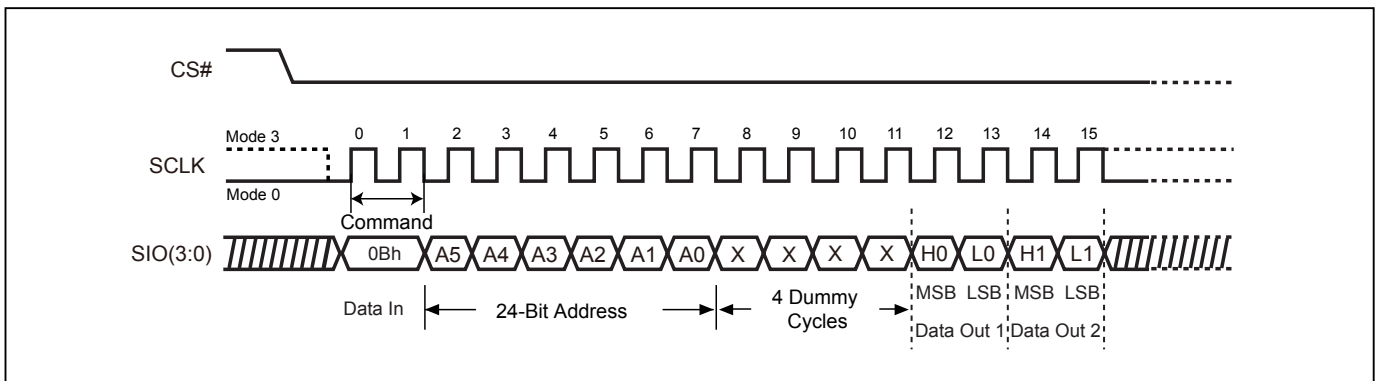 CS#
Mode 3
0 1 2 3 4 5 6 7 8 9 10 11 12 13 14 15
SCLK
Mode 0
Command
SIO(3:0) 0Bh A5 A4 A3 A2 A1 A0 X X X X H0 L0 H1 L1
MSB LSB MSB LSB
Data In 24-Bit Address 4 Dummy
Cycles
Data Out 1 Data Out 2